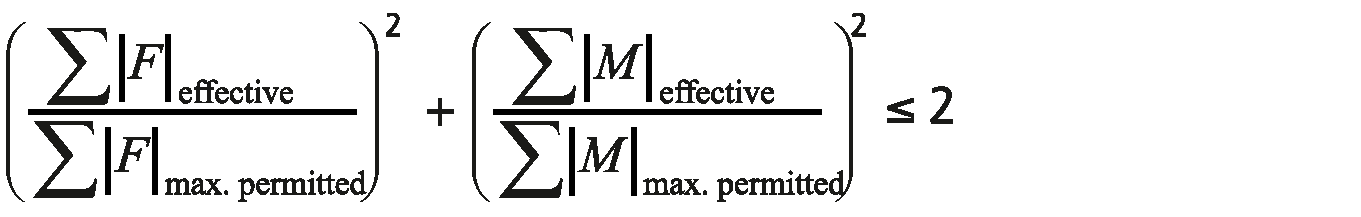 (∑|F|effective / ∑|F|max. permitted)² + (∑|M|effective / ∑|M|max. permitted)² ≤ 2